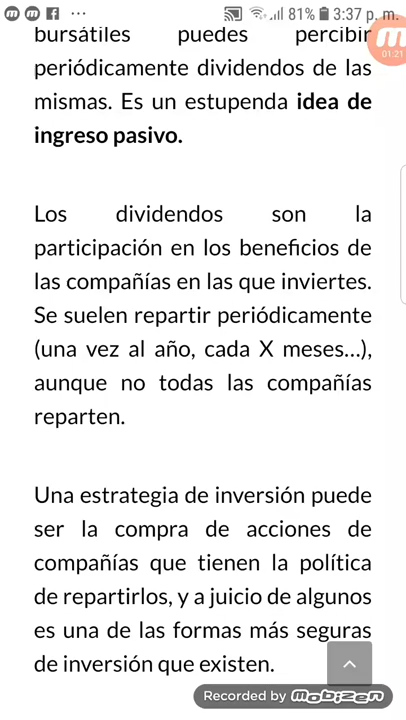 81% 3:37 p. m.
bursátiles puedes percibir
01:21
periódicamente dividendos de las
mismas. Es un estupenda idea de
ingreso pasivo.
Los dividendos son la
participación en los beneficios de
las compañías en las que inviertes.
Se suelen repartir periódicamente
(una vez al año, cada X meses...),
aunque no todas las compañías
reparten.
Una estrategia de inversión puede
ser la compra de acciones de
compañías que tienen la política
de repartirlos, y a juicio de algunos
es una de las formas más seguras
de inversión que existen.
Recorded by mobizen